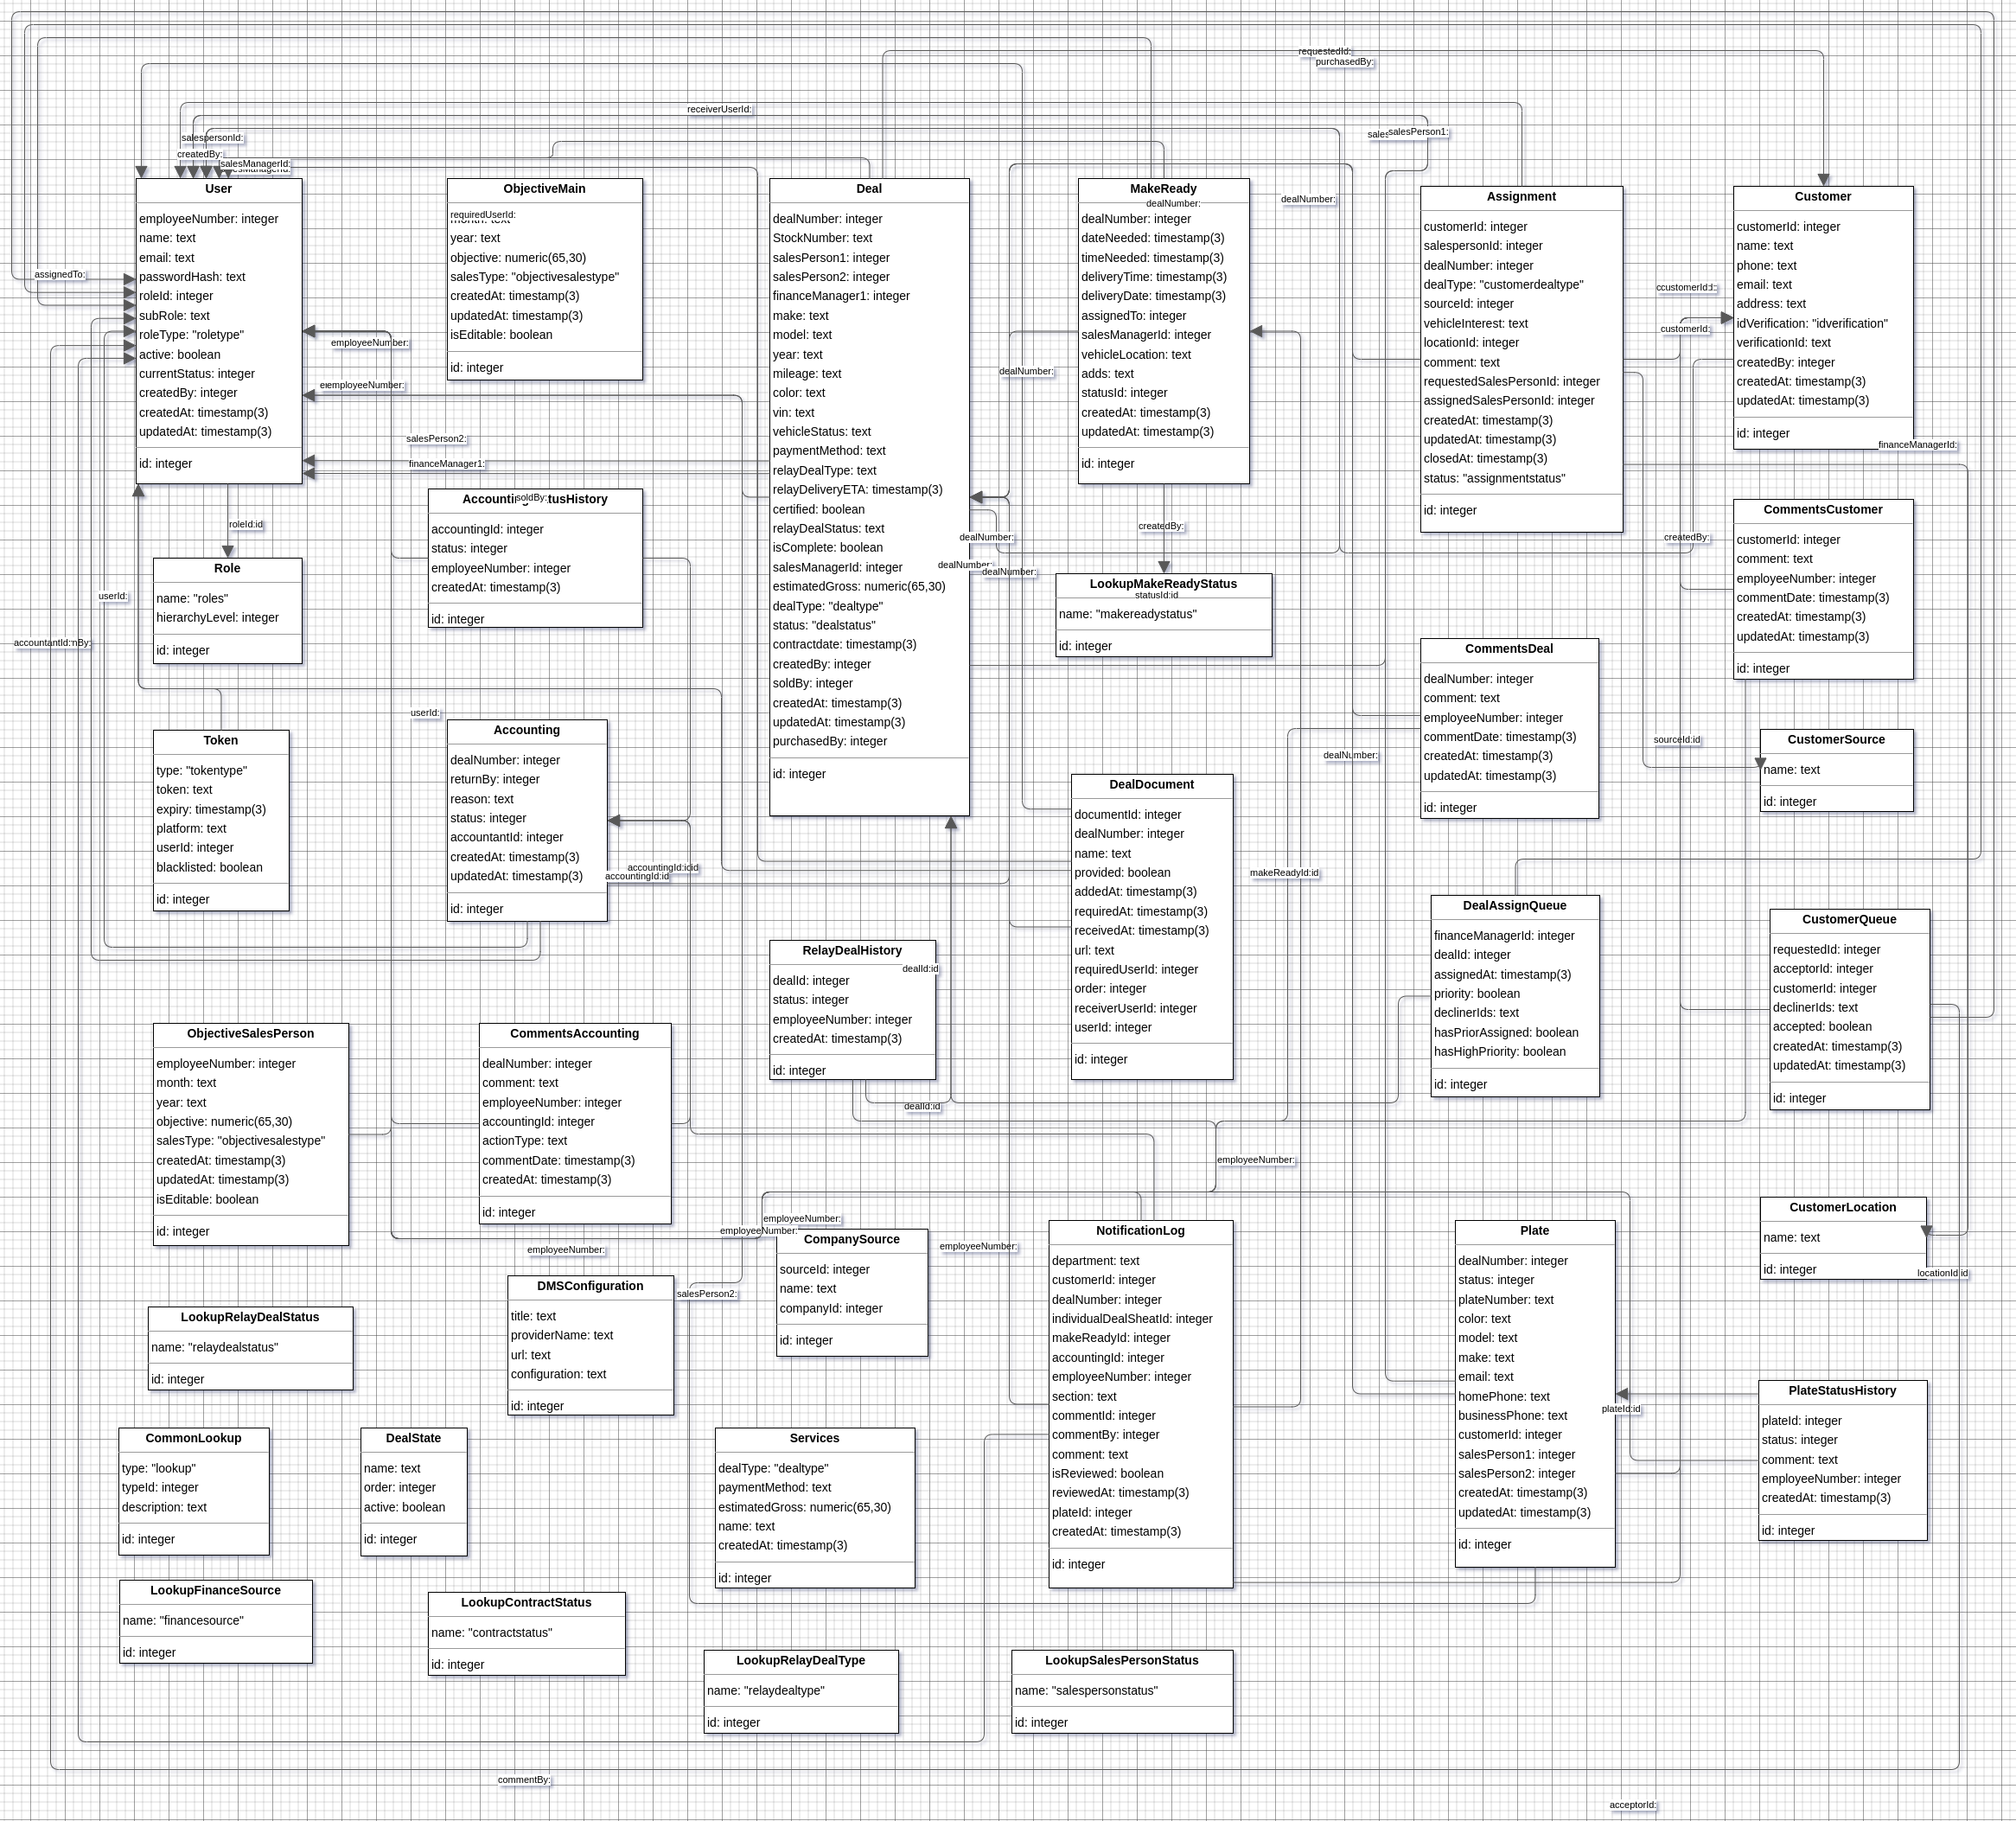 requestedId:
purchasedBy:
receiverUserId:
salesPerson1:
salespersonId:
createdBy:
salesManagerId:
User
employeeNumber: integer
name: text
email: text
passwordHash: text
roleId: integer
subRole: text
roleType: "roletype"
active: boolean
currentStatus: integer
createdBy: integer
createdAt: timestamp(3)
updatedAt: timestamp(3)
id: integer
assignedTo:
ObjectiveMain
requiredUserId:
year: text
objective: numeric(65,30)
salesType: "objectivesalestype"
createdAt: timestamp(3)
updatedAt: timestamp(3)
isEditable: boolean
id: integer
employeeNumber:
employeeNumber:
salesPerson2:
financeManager1:
Deal
dealNumber: integer
StockNumber: text
salesPerson1: integer
salesPerson2: integer
financeManager1: integer
make: text
model: text
year: text
mileage: text
color: text
vin: text
vehicleStatus: text
paymentMethod: text
relayDealType: text
relayDeliveryETA: timestamp(3)
certified: boolean
relayDealStatus: text
isComplete: boolean
salesManagerId: integer
estimatedGross: numeric(65,30)
dealType: "dealtype"
status: "dealstatus"
contractdate: timestamp(3)
createdBy: integer
soldBy: integer
createdAt: timestamp(3)
updatedAt: timestamp(3)
purchasedBy: integer
id: integer
MakeReady
dealNumber:
dealNumber: integer
dateNeeded: timestamp(3)
timeNeeded: timestamp(3)
deliveryTime: timestamp(3)
deliveryDate: timestamp(3)
assignedTo: integer
salesManagerId: integer
vehicleLocation: text
adds: text
statusId: integer
createdAt: timestamp(3)
updatedAt: timestamp(3)
id: integer
dealNumber:
dealNumber:
Assignment
customerId: integer
salespersonId: integer
dealNumber: integer
dealType: "customerdealtype"
sourceId: integer
vehicleInterest: text
locationId: integer
comment: text
requestedSalesPersonId: integer
assignedSalesPersonId: integer
createdAt: timestamp(3)
updatedAt: timestamp(3)
closedAt: timestamp(3)
status: "assignmentstatus"
id: integer
customerId:
Customer
customerId: integer
name: text
phone: text
email: text
address: text
idVerification: "idverification"
verificationId: text
createdBy: integer
createdAt: timestamp(3)
updatedAt: timestamp(3)
id: integer
financeManagerId:
roleId:id
Role
name: "roles"
hierarchyLevel: integer
id: integer
userId:
accountantId:
soldBy:
accountingId: integer
status: integer
employeeNumber: integer
createdAt: timestamp(3)
id: integer
dealNumber:
dealNumber:
dealNumber:
createdBy:
LookupMakeReadyStatus
statusId:id
name: "makereadystatus"
id: integer
createdBy:
CommentsCustomer
customerId: integer
comment: text
employeeNumber: integer
commentDate: timestamp(3)
createdAt: timestamp(3)
updatedAt: timestamp(3)
id: integer
CommentsDeal
dealNumber: integer
comment: text
employeeNumber: integer
commentDate: timestamp(3)
createdAt: timestamp(3)
updatedAt: timestamp(3)
id: integer
dealNumber:
sourceId:id
CustomerSource
name: text
id: integer
Token
type: "tokentype"
token: text
expiry: timestamp(3)
platform: text
userId: integer
blacklisted: boolean
id: integer
userId:
Accounting
dealNumber: integer
returnBy: integer
reason: text
status: integer
accountantId: integer
createdAt: timestamp(3)
updatedAt: timestamp(3)
id: integer
accountingId:id
DealDocument
documentId: integer
dealNumber: integer
name: text
provided: boolean
addedAt: timestamp(3)
requiredAt: timestamp(3)
receivedAt: timestamp(3)
url: text
requiredUserId: integer
order: integer
receiverUserId: integer
userId: integer
id: integer
makeReadyId:id
DealAssignQueue
financeManagerId: integer
dealId: integer
assignedAt: timestamp(3)
priority: boolean
declinerIds: text
hasPriorAssigned: boolean
hasHighPriority: boolean
id: integer
CustomerQueue
requestedId: integer
acceptorId: integer
customerId: integer
declinerIds: text
accepted: boolean
createdAt: timestamp(3)
updatedAt: timestamp(3)
id: integer
RelayDealHistory
dealId:id
dealId: integer
status: integer
employeeNumber: integer
createdAt: timestamp(3)
id: integer
dealId:id
ObjectiveSalesPerson
employeeNumber: integer
month: text
year: text
objective: numeric(65,30)
salesType: "objectivesalestype"
createdAt: timestamp(3)
updatedAt: timestamp(3)
isEditable: boolean
id: integer
CommentsAccounting
dealNumber: integer
comment: text
employeeNumber: integer
accountingId: integer
actionType: text
commentDate: timestamp(3)
createdAt: timestamp(3)
id: integer
employeeNumber:
employeeNumber:
employeeNumber:
employeeNumber:
employeeNumber:
salesPerson2:
CompanySource
sourceId: integer
name: text
companyId: integer
id: integer
DMSConfiguration
title: text
providerName: text
url: text
configuration: text
id: integer
NotificationLog
department: text
customerId: integer
dealNumber: integer
individualDealSheatId: integer
makeReadyId: integer
accountingId: integer
employeeNumber: integer
section: text
commentId: integer
commentBy: integer
comment: text
isReviewed: boolean
reviewedAt: timestamp(3)
plateId: integer
createdAt: timestamp(3)
id: integer
Plate
dealNumber: integer
status: integer
plateNumber: text
color: text
model: text
make: text
email: text
homePhone: text
businessPhone: text
customerId: integer
salesPerson1: integer
salesPerson2: integer
createdAt: timestamp(3)
updatedAt: timestamp(3)
id: integer
CustomerLocation
name: text
id: integer
locationId:id
plateId:id
PlateStatusHistory
plateId: integer
status: integer
comment: text
employeeNumber: integer
createdAt: timestamp(3)
id: integer
LookupRelayDealStatus
name: "relaydealstatus"
id: integer
CommonLookup
type: "lookup"
typeId: integer
description: text
id: integer
DealState
name: text
order: integer
active: boolean
id: integer
Services
dealType: "dealtype"
paymentMethod: text
estimatedGross: numeric(65,30)
name: text
createdAt: timestamp(3)
id: integer
LookupFinanceSource
name: "financesource"
id: integer
LookupContractStatus
name: "contractstatus"
id: integer
LookupRelayDealType
name: "relaydealtype"
id: integer
LookupSalesPersonStatus
name: "salespersonstatus"
id: integer
commentBy:
acceptorId: